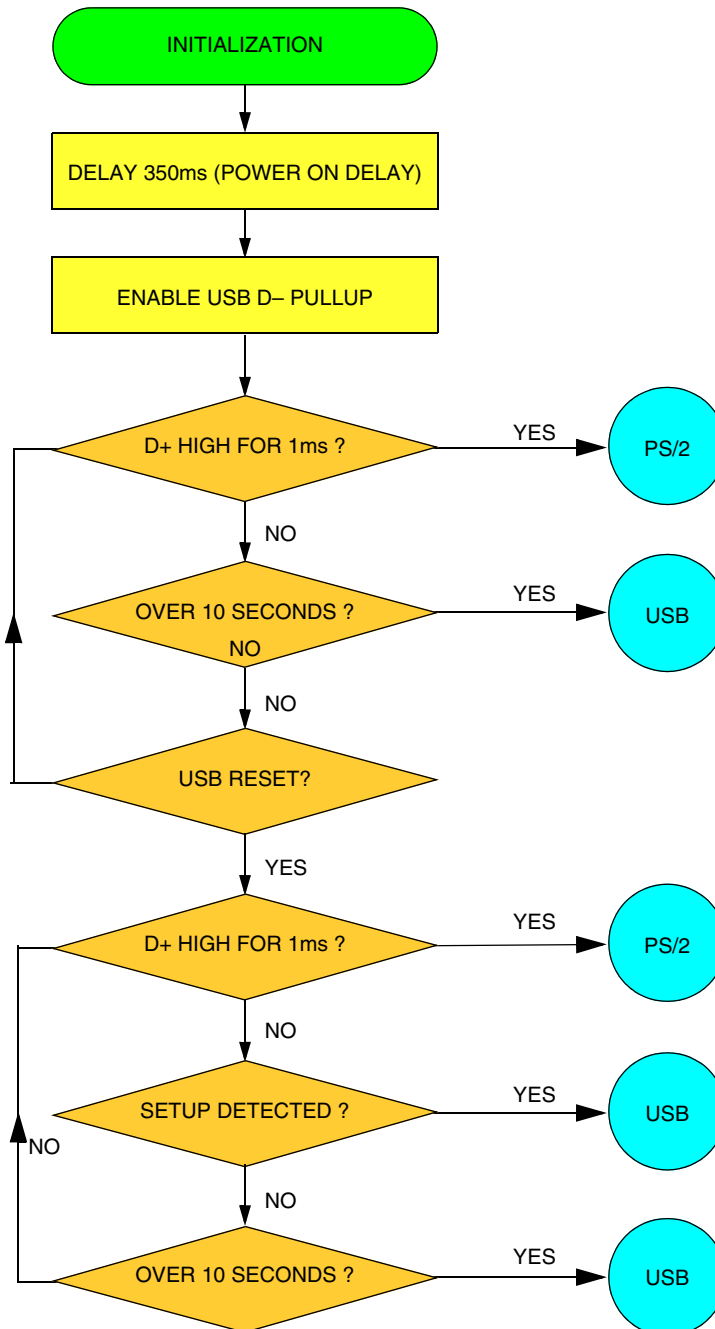 INITIALIZATION
DELAY 350ms (POWER ON DELAY)
ENABLE USB D– PULLUP
D+ HIGH FOR 1ms ?
YES
PS/2
NO
OVER 10 SECONDS ?
YES
USB
NO
NO
USB RESET?
YES
D+ HIGH FOR 1ms ?
YES
PS/2
NO
SETUP DETECTED ?
YES
USB
NO
NO
OVER 10 SECONDS ?
YES
USB